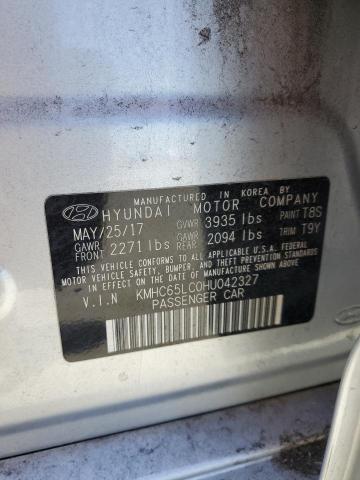 MANUFACTURED IN KOREA BY
HYUNDAI MOTOR COMPANY
MAY/25/17 GVWR 3935 lbs PAINT T8S
GAWR FRONT 2271 lbs GAWR REAR 2094 lbs TRIM T9Y
THIS VEHICLE CONFORMS TO ALL APPLICABLE U.S.A. FEDERAL
MOTOR VEHICLE SAFETY, BUMPER, AND THEFT PREVENTION
STANDARDS IN EFFECT ON THE DATE OF MANUFACTURE
SHOWN ABOVE.
V.I.N KMHC65LC0HU042327
PASSENGER CAR